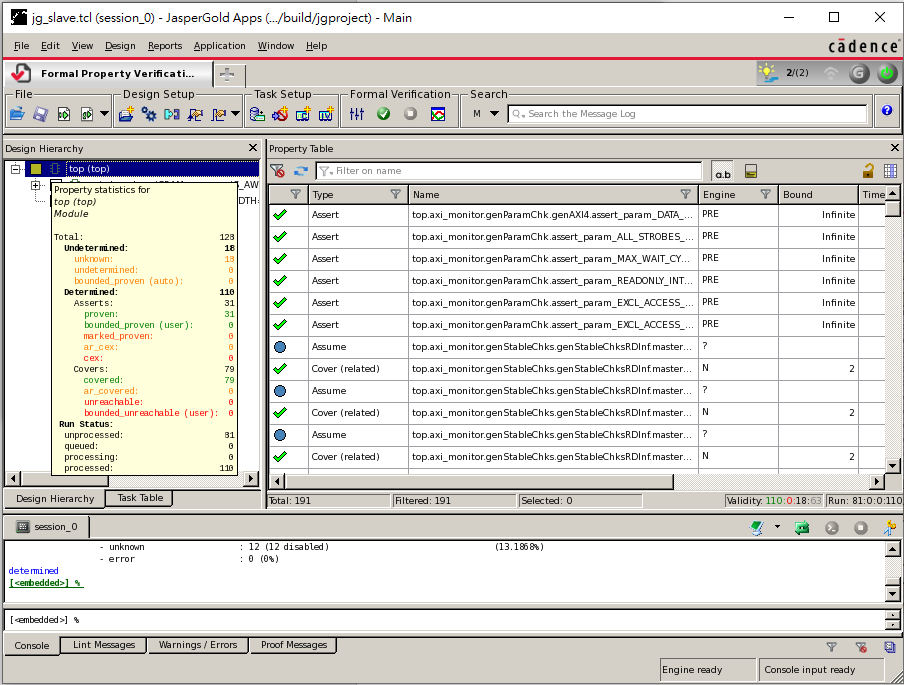 jg_slave.tcl (session_0) - JasperGold Apps (.../build/jgproject) - Main
File Edit View Design Reports Application Window Help
cādence
Formal Property Verificati...
2/(2)
File Design Setup Task Setup Formal Verification Search
M Search the Message Log
Design Hierarchy
top (top)
_AW
DTH=
Property statistics for
top (top)
Module
Total: 128
Undetermined: 18
unknown: 18
undetermined: 0
bounded_proven (auto): 0
Determined: 110
Asserts: 31
proven: 31
bounded_proven (user): 0
marked_proven: 0
ar_cex: 0
cex: 0
Covers: 79
covered: 79
ar_covered: 0
unreachable: 0
bounded_unreachable (user): 0
Run Status:
unprocessed: 81
queued: 0
processing: 0
processed: 110
Design Hierarchy Task Table
Property Table
Filter on name
a.b
Type Name Engine Bound Time
Assert top.axi_monitor.genParamChk.genAXI4.assert_param_DATA_... PRE Infinite
Assert top.axi_monitor.genParamChk.assert_param_ALL_STROBES_... PRE Infinite
Assert top.axi_monitor.genParamChk.assert_param_MAX_WAIT_CY... PRE Infinite
Assert top.axi_monitor.genParamChk.assert_param_READONLY_INT... PRE Infinite
Assert top.axi_monitor.genParamChk.assert_param_EXCL_ACCESS_... PRE Infinite
Assert top.axi_monitor.genParamChk.assert_param_EXCL_ACCESS_... PRE Infinite
Assume top.axi_monitor.genStableChks.genStableChksRDInf.master... ?
Cover (related) top.axi_monitor.genStableChks.genStableChksRDInf.master... N 2
Assume top.axi_monitor.genStableChks.genStableChksRDInf.master... ?
Cover (related) top.axi_monitor.genStableChks.genStableChksRDInf.master... N 2
Assume top.axi_monitor.genStableChks.genStableChksRDInf.master... ?
Cover (related) top.axi_monitor.genStableChks.genStableChksRDInf.master... N 2
Total: 191 Filtered: 191 Selected: 0 Validity: 110:0:18:63 Run: 81:0:0:110
session_0
- unknown : 12 (12 disabled) (13.1868%)
- error : 0 (0%)
determined
[<embedded>] %
[<embedded>] %
Console Lint Messages Warnings / Errors Proof Messages
Engine ready Console input ready